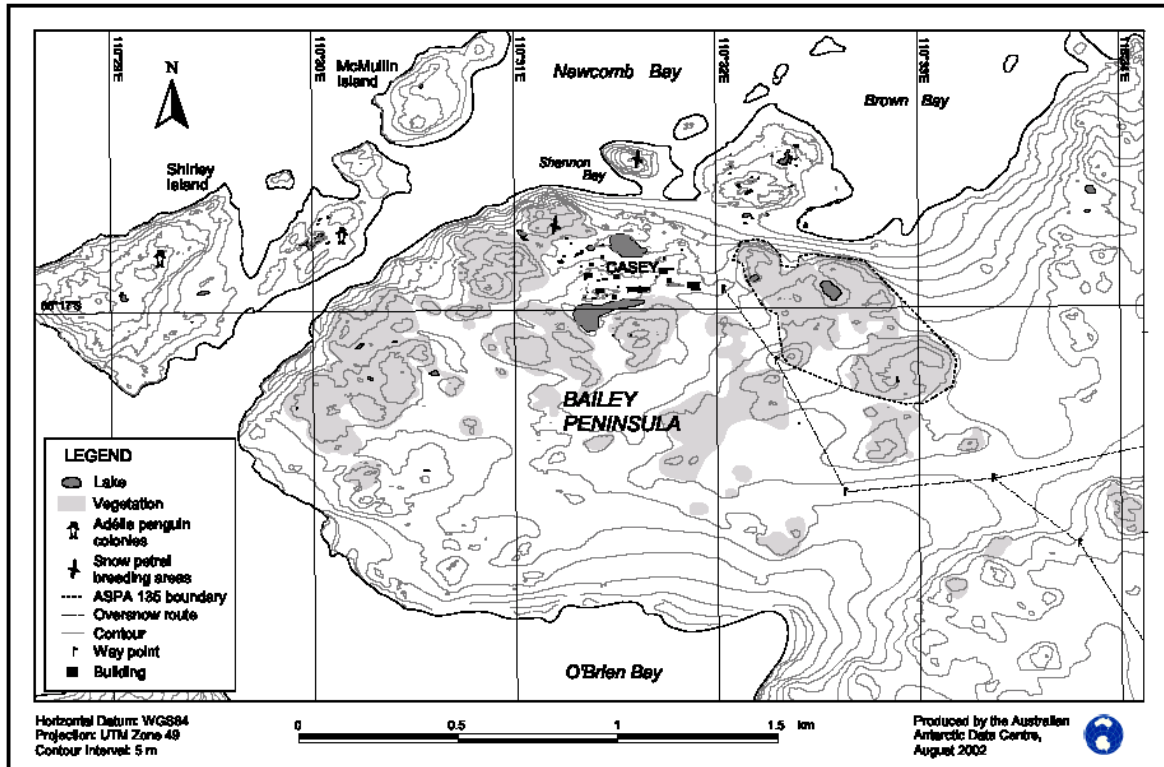 110°29'E
110°30'E
110°31'E
110°32'E
110°33'E
110°34'E
N
McMullin
Island
Newcomb Bay
Brown Bay
Shirley
Island
Shannon
Bay
CASEY
66°17'S
BAILEY
PENINSULA
O'Brien Bay
LEGEND
Lake
Vegetation
Adélie penguin
colonies
Snow petrel
breeding areas
ASPA 135 boundary
Oversnow route
Contour
Way point
Building
Horizontal Datum: WGS84
Projection: UTM Zone 49
Contour Interval: 5 m
0 0.5 1 1.5 km
Produced by the Australian
Antarctic Data Centre,
August 2002